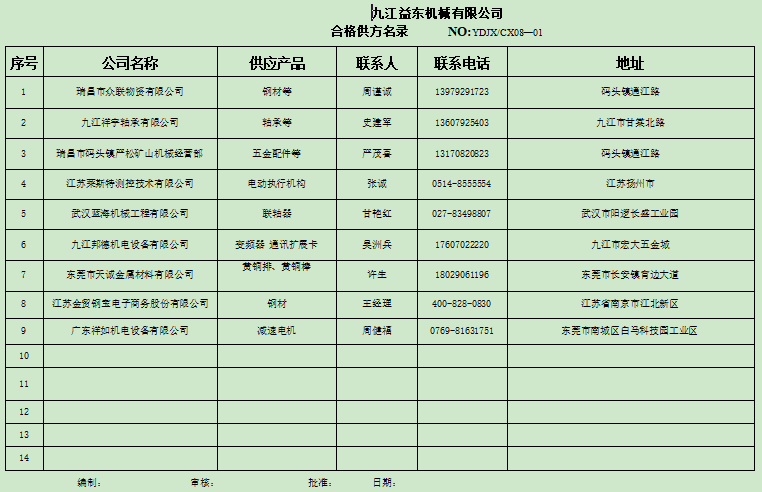 九江益东机械有限公司
合格供方名录 NO:YDJX/CX08—01
序号 公司名称 供应产品 联系人 联系电话 地址
1 瑞昌市众联物资有限公司 钢材等 周谨诚 13979291723 码头镇通江路
2 九江祥宇轴承有限公司 轴承等 史建军 13607925403 九江市甘棠北路
3 瑞昌市码头镇严松矿山机械经营部 五金配件等 严茂喜 13170820823 码头镇通江路
4 江苏莱斯特测控技术有限公司 电动执行机构 张诚 0514-8555554 江苏扬州市
5 武汉蓝海机械工程有限公司 联轴器 甘艳红 027-83498807 武汉市阳逻长盛工业园
6 九江邦德机电设备有限公司 变频器 通讯扩展卡 吴洲兵 17607022220 九江市宏大五金城
7 东莞市天诚金属材料有限公司 黄铜排、黄铜棒 许生 18029061196 东莞市长安镇宵边大道
8 江苏金贸钢宝电子商务股份有限公司 钢材 王经理 400-828-0830 江苏省南京市江北新区
9 广东祥如机电设备有限公司 减速电机 周健福 0769-81631751 东莞市南城区白马科技园工业区
10
11
12
13
14
编制: 审核: 批准: 日期: